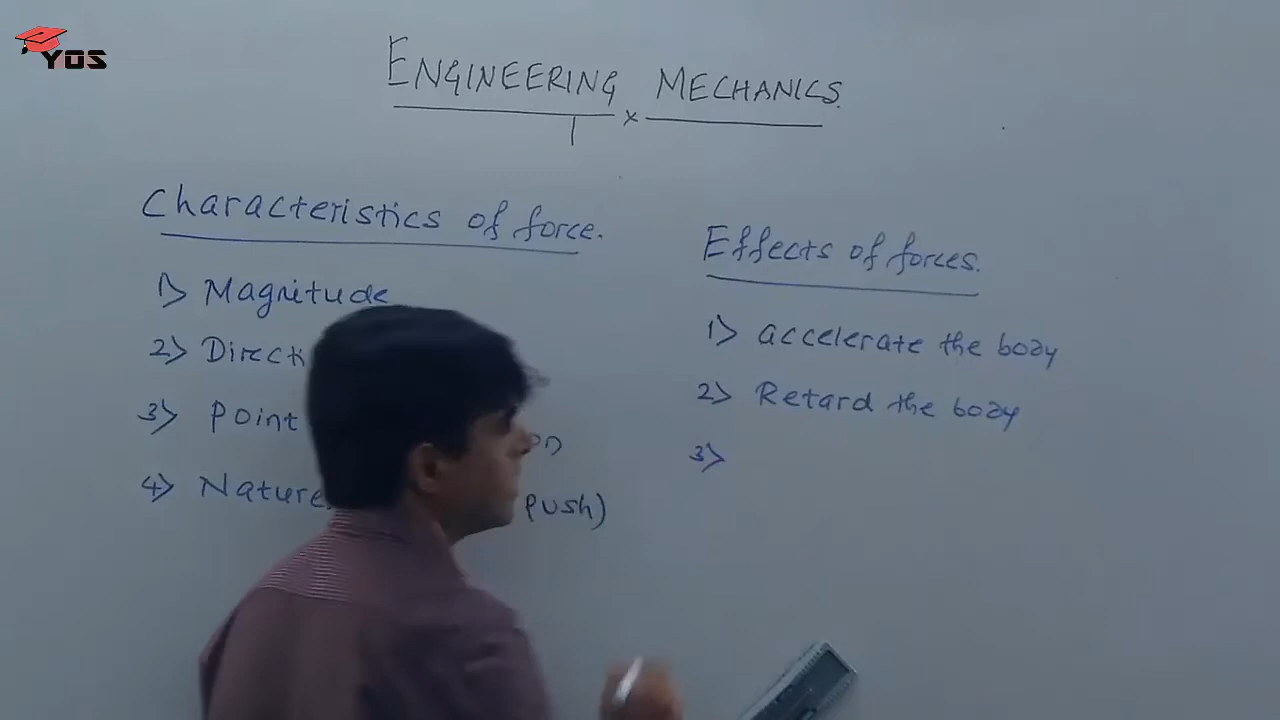 YOS
ENGINEERING MECHANICS.
x
Characteristics of force.
1> Magnitude
2> Directi
3> Point
4> Nature push)
Effects of forces.
1> accelerate the body
2> Retard the body
3>